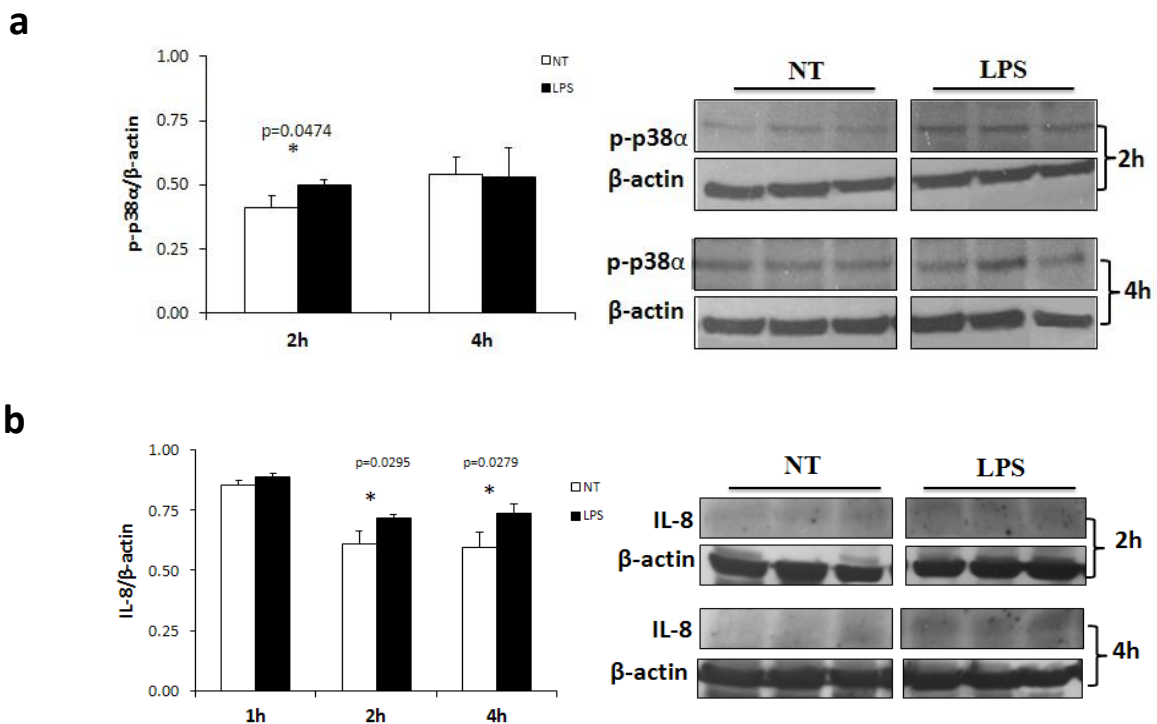 a
1.00
0.75
0.50
0.25
0.00
p-p38α/β-actin
p=0.0474
*
NT
LPS
2h
4h
NT
LPS
p-p38α
β-actin
2h
p-p38α
β-actin
4h
b
1.00
0.75
0.50
0.25
0.00
IL-8/β-actin
p=0.0295
p=0.0279
*
*
NT
LPS
1h
2h
4h
NT
LPS
IL-8
β-actin
2h
IL-8
β-actin
4h